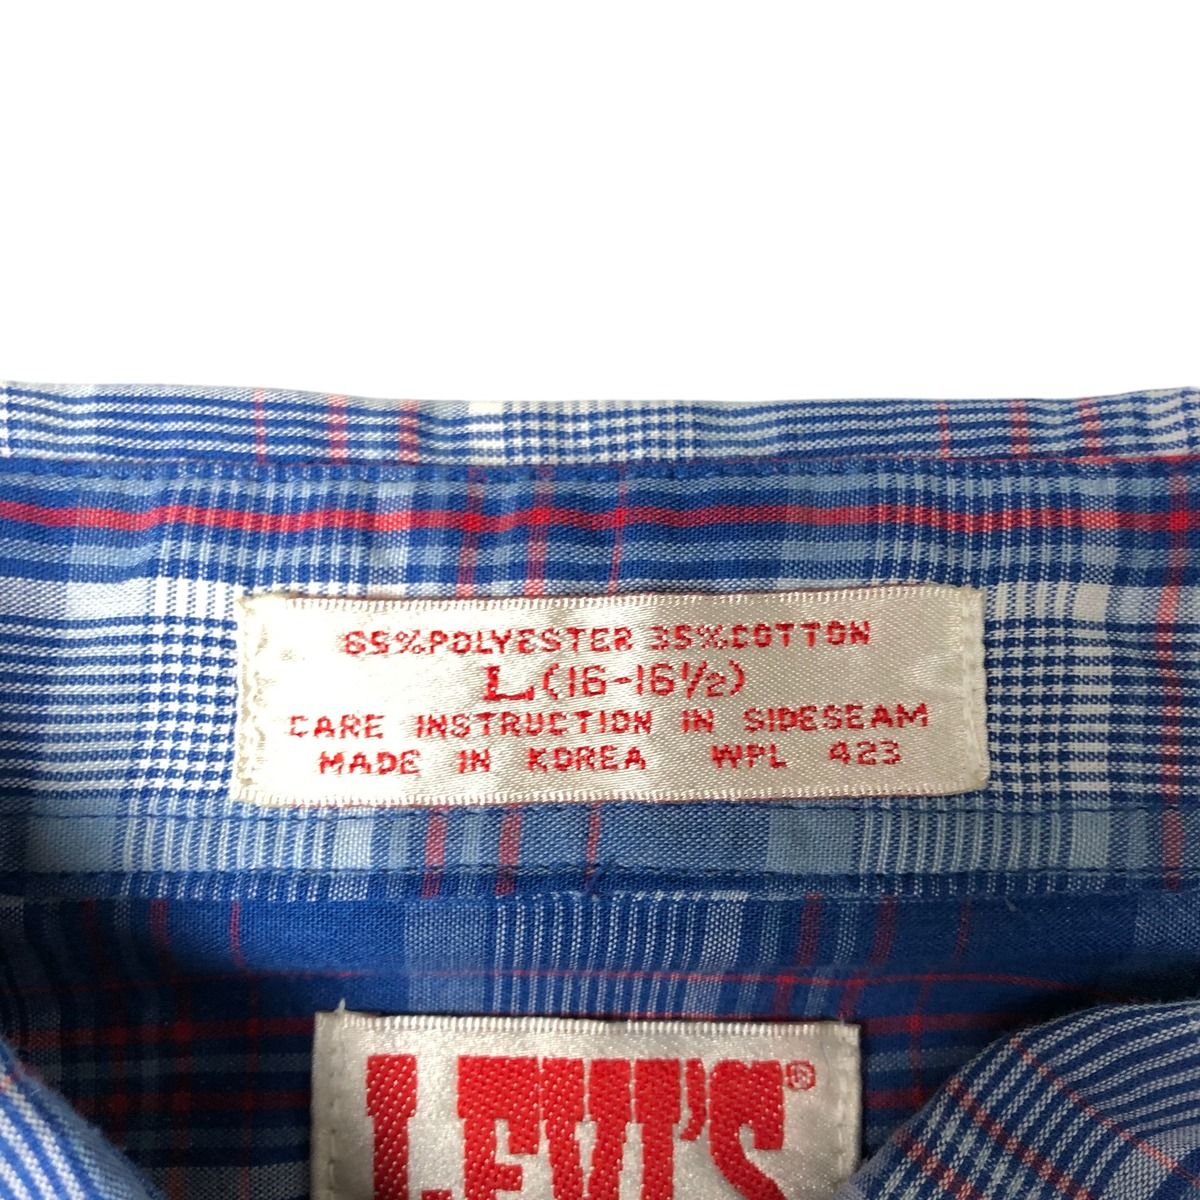 65%POLYESTER 35%COTTON
L(16-16½)
CARE INSTRUCTION IN SIDESEAM
MADE IN KOREA WPL 423
LEVI'S®